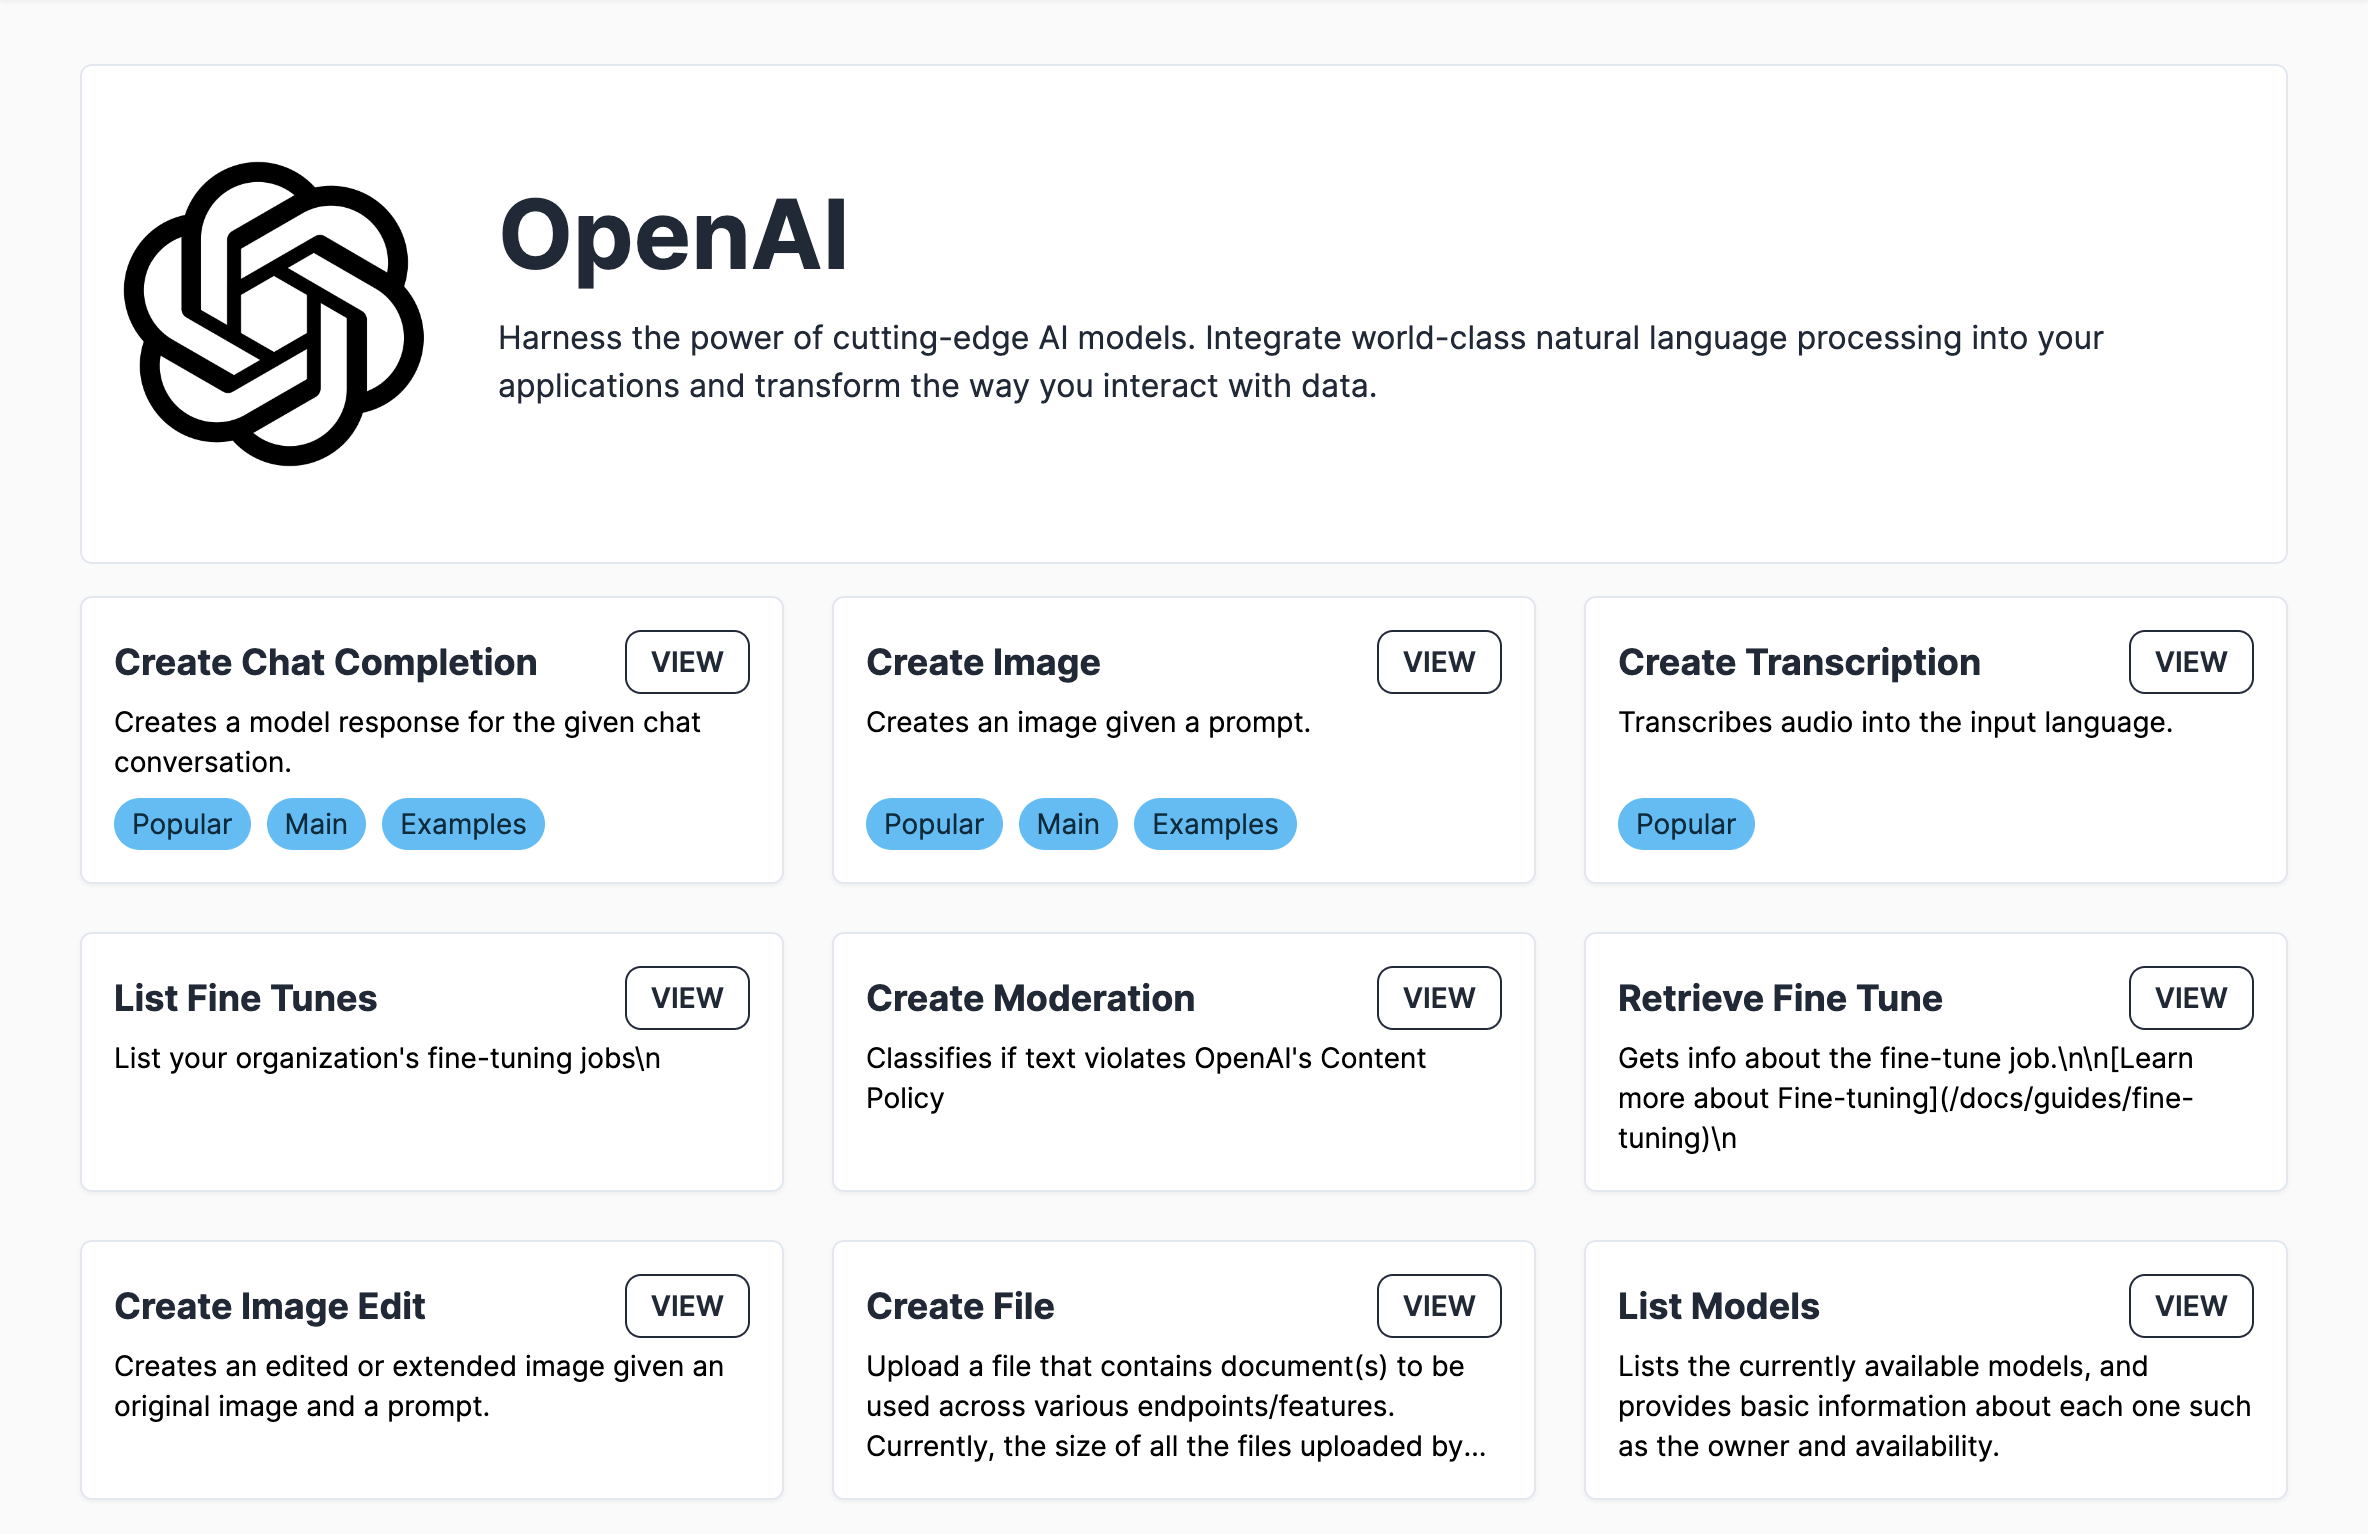 OpenAI
Harness the power of cutting-edge AI models. Integrate world-class natural language processing into your
applications and transform the way you interact with data.
Create Chat Completion
VIEW
Creates a model response for the given chat
conversation.
Popular
Main
Examples
Create Image
VIEW
Creates an image given a prompt.
Popular
Main
Examples
Create Transcription
VIEW
Transcribes audio into the input language.
Popular
List Fine Tunes
VIEW
List your organization's fine-tuning jobs\n
Create Moderation
VIEW
Classifies if text violates OpenAI's Content
Policy
Retrieve Fine Tune
VIEW
Gets info about the fine-tune job.\n\n[Learn
more about Fine-tuning](/docs/guides/fine-
tuning)\n
Create Image Edit
VIEW
Creates an edited or extended image given an
original image and a prompt.
Create File
VIEW
Upload a file that contains document(s) to be
used across various endpoints/features.
Currently, the size of all the files uploaded by...
List Models
VIEW
Lists the currently available models, and
provides basic information about each one such
as the owner and availability.